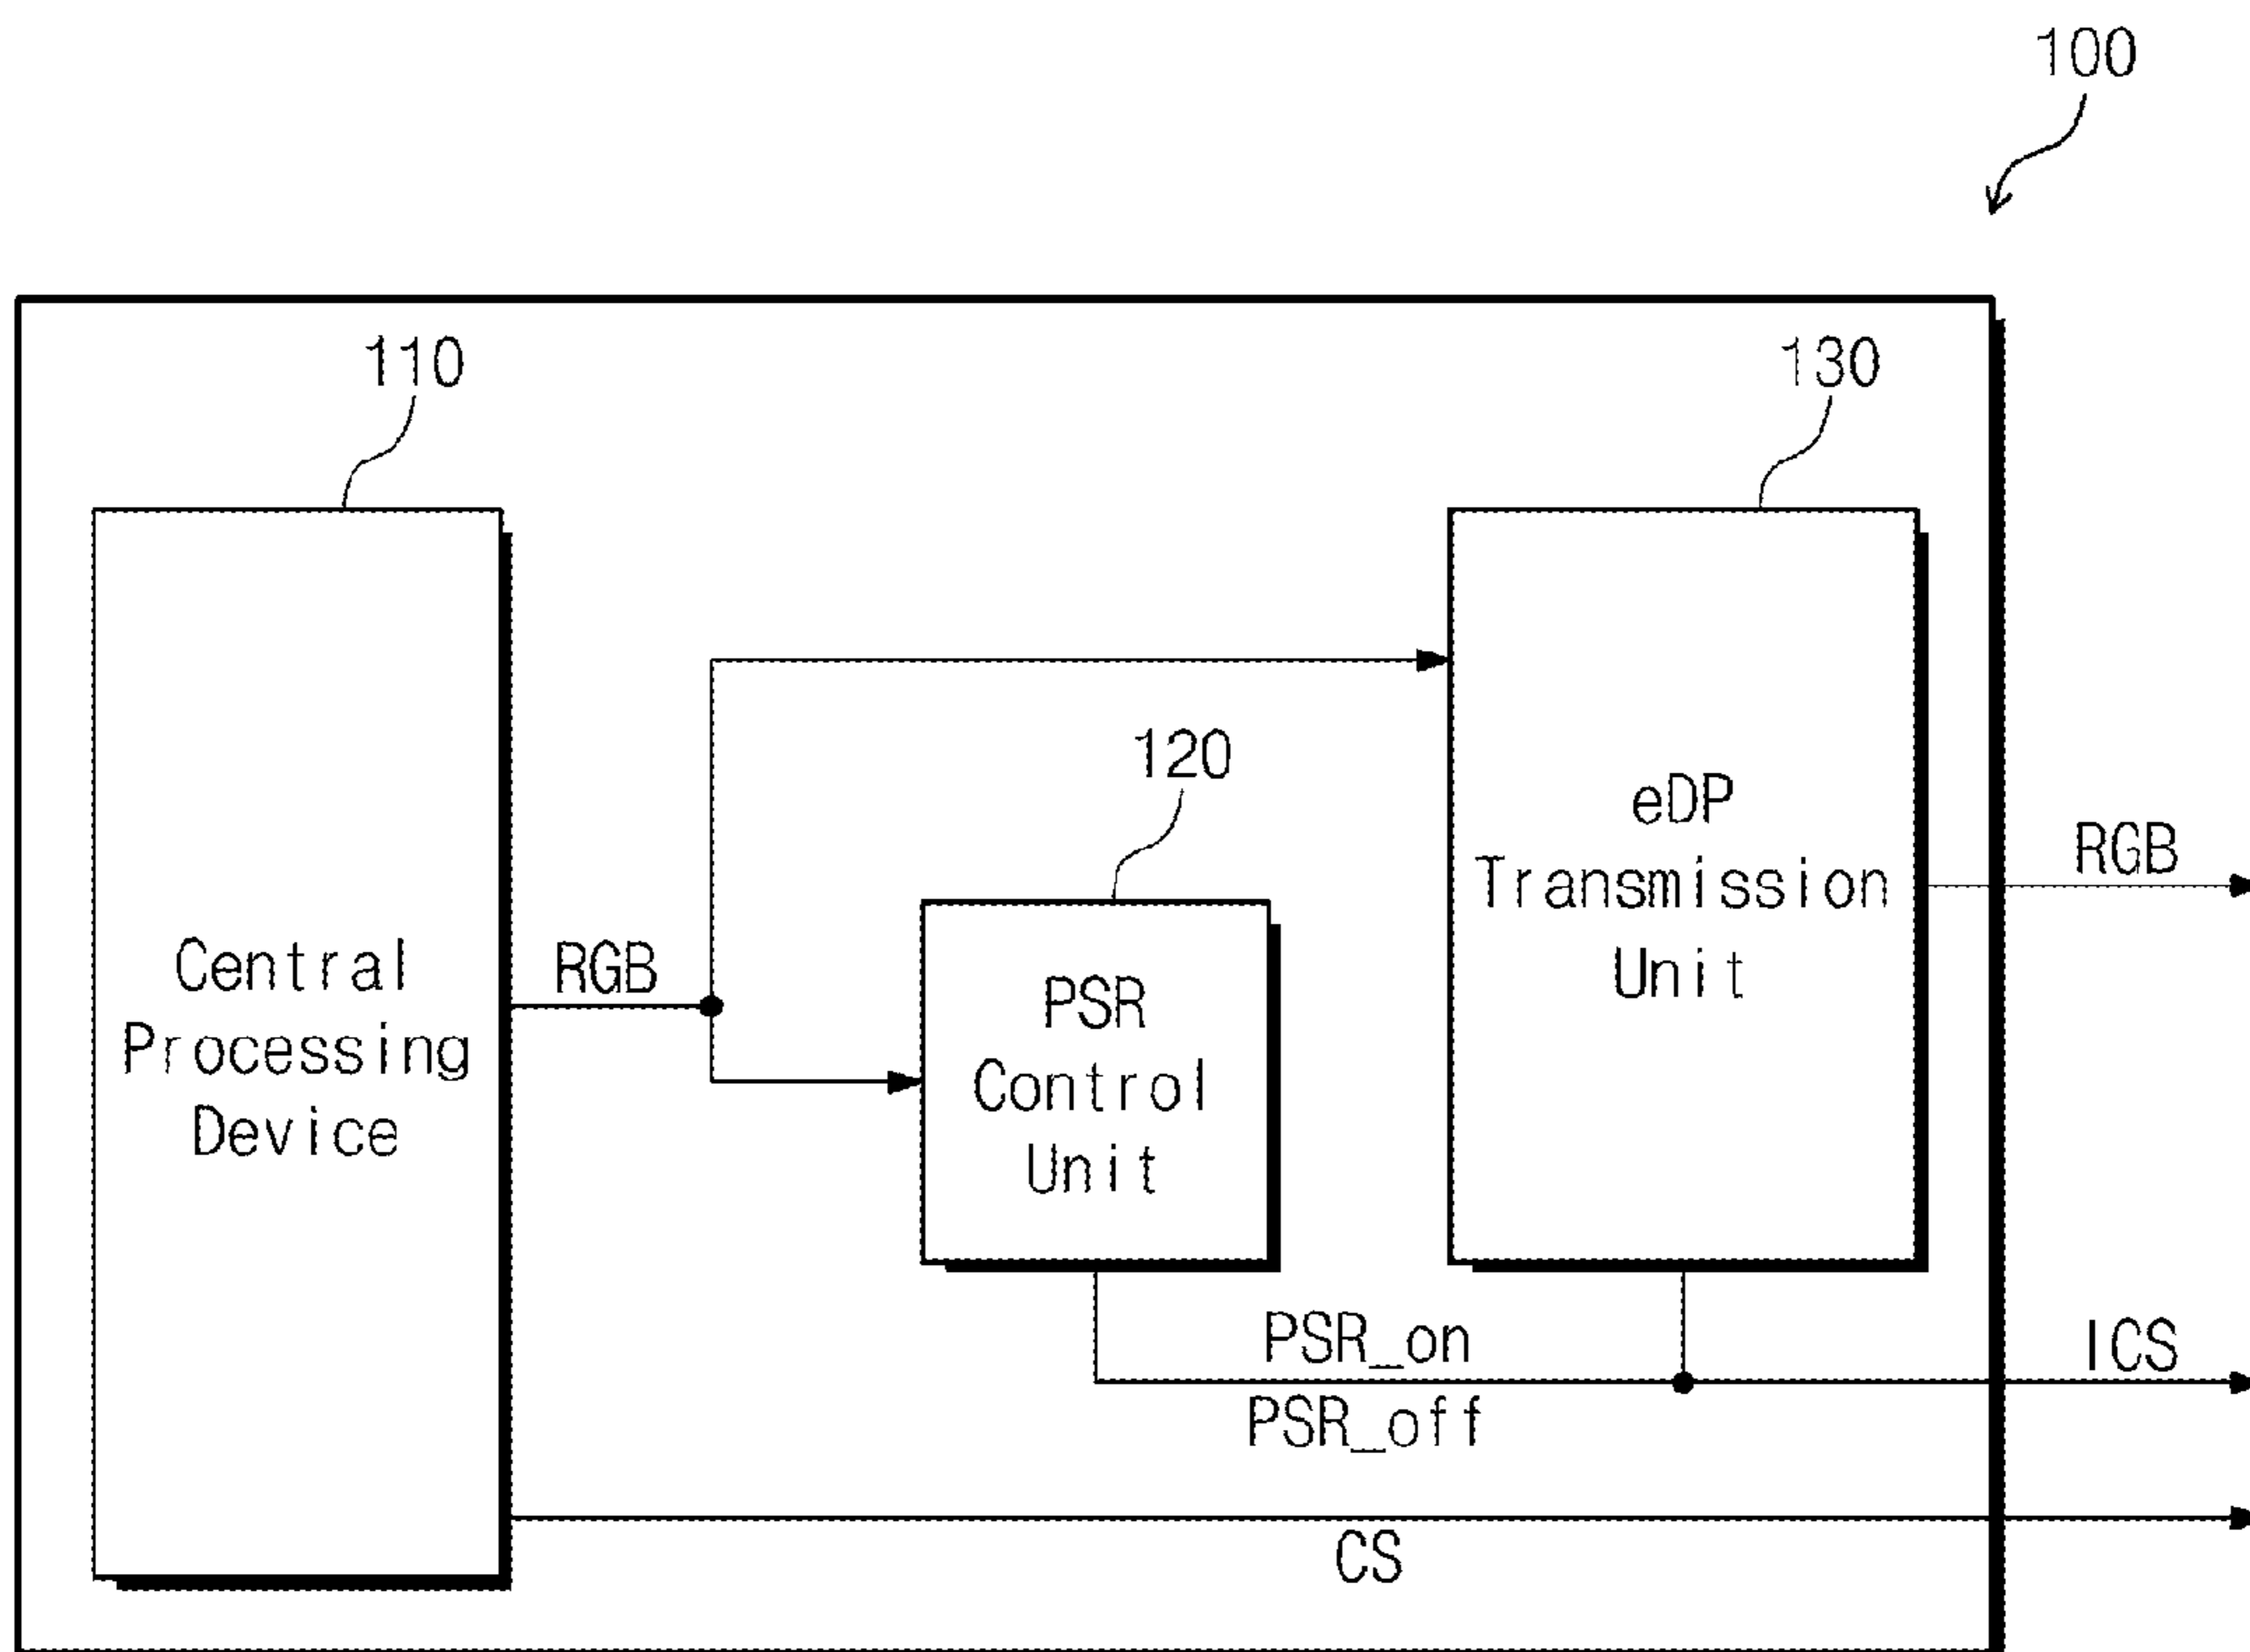 100
110
130
120
eDP
Transmission
Unit
RGB
Central
Processing
Device
RGB
PSR
Control
Unit
PSR_on
PSR_off
ICS
CS